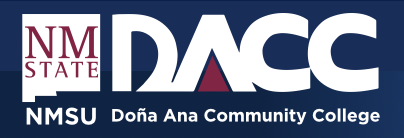 NM
STATE
DACC
NMSU Doña Ana Community College